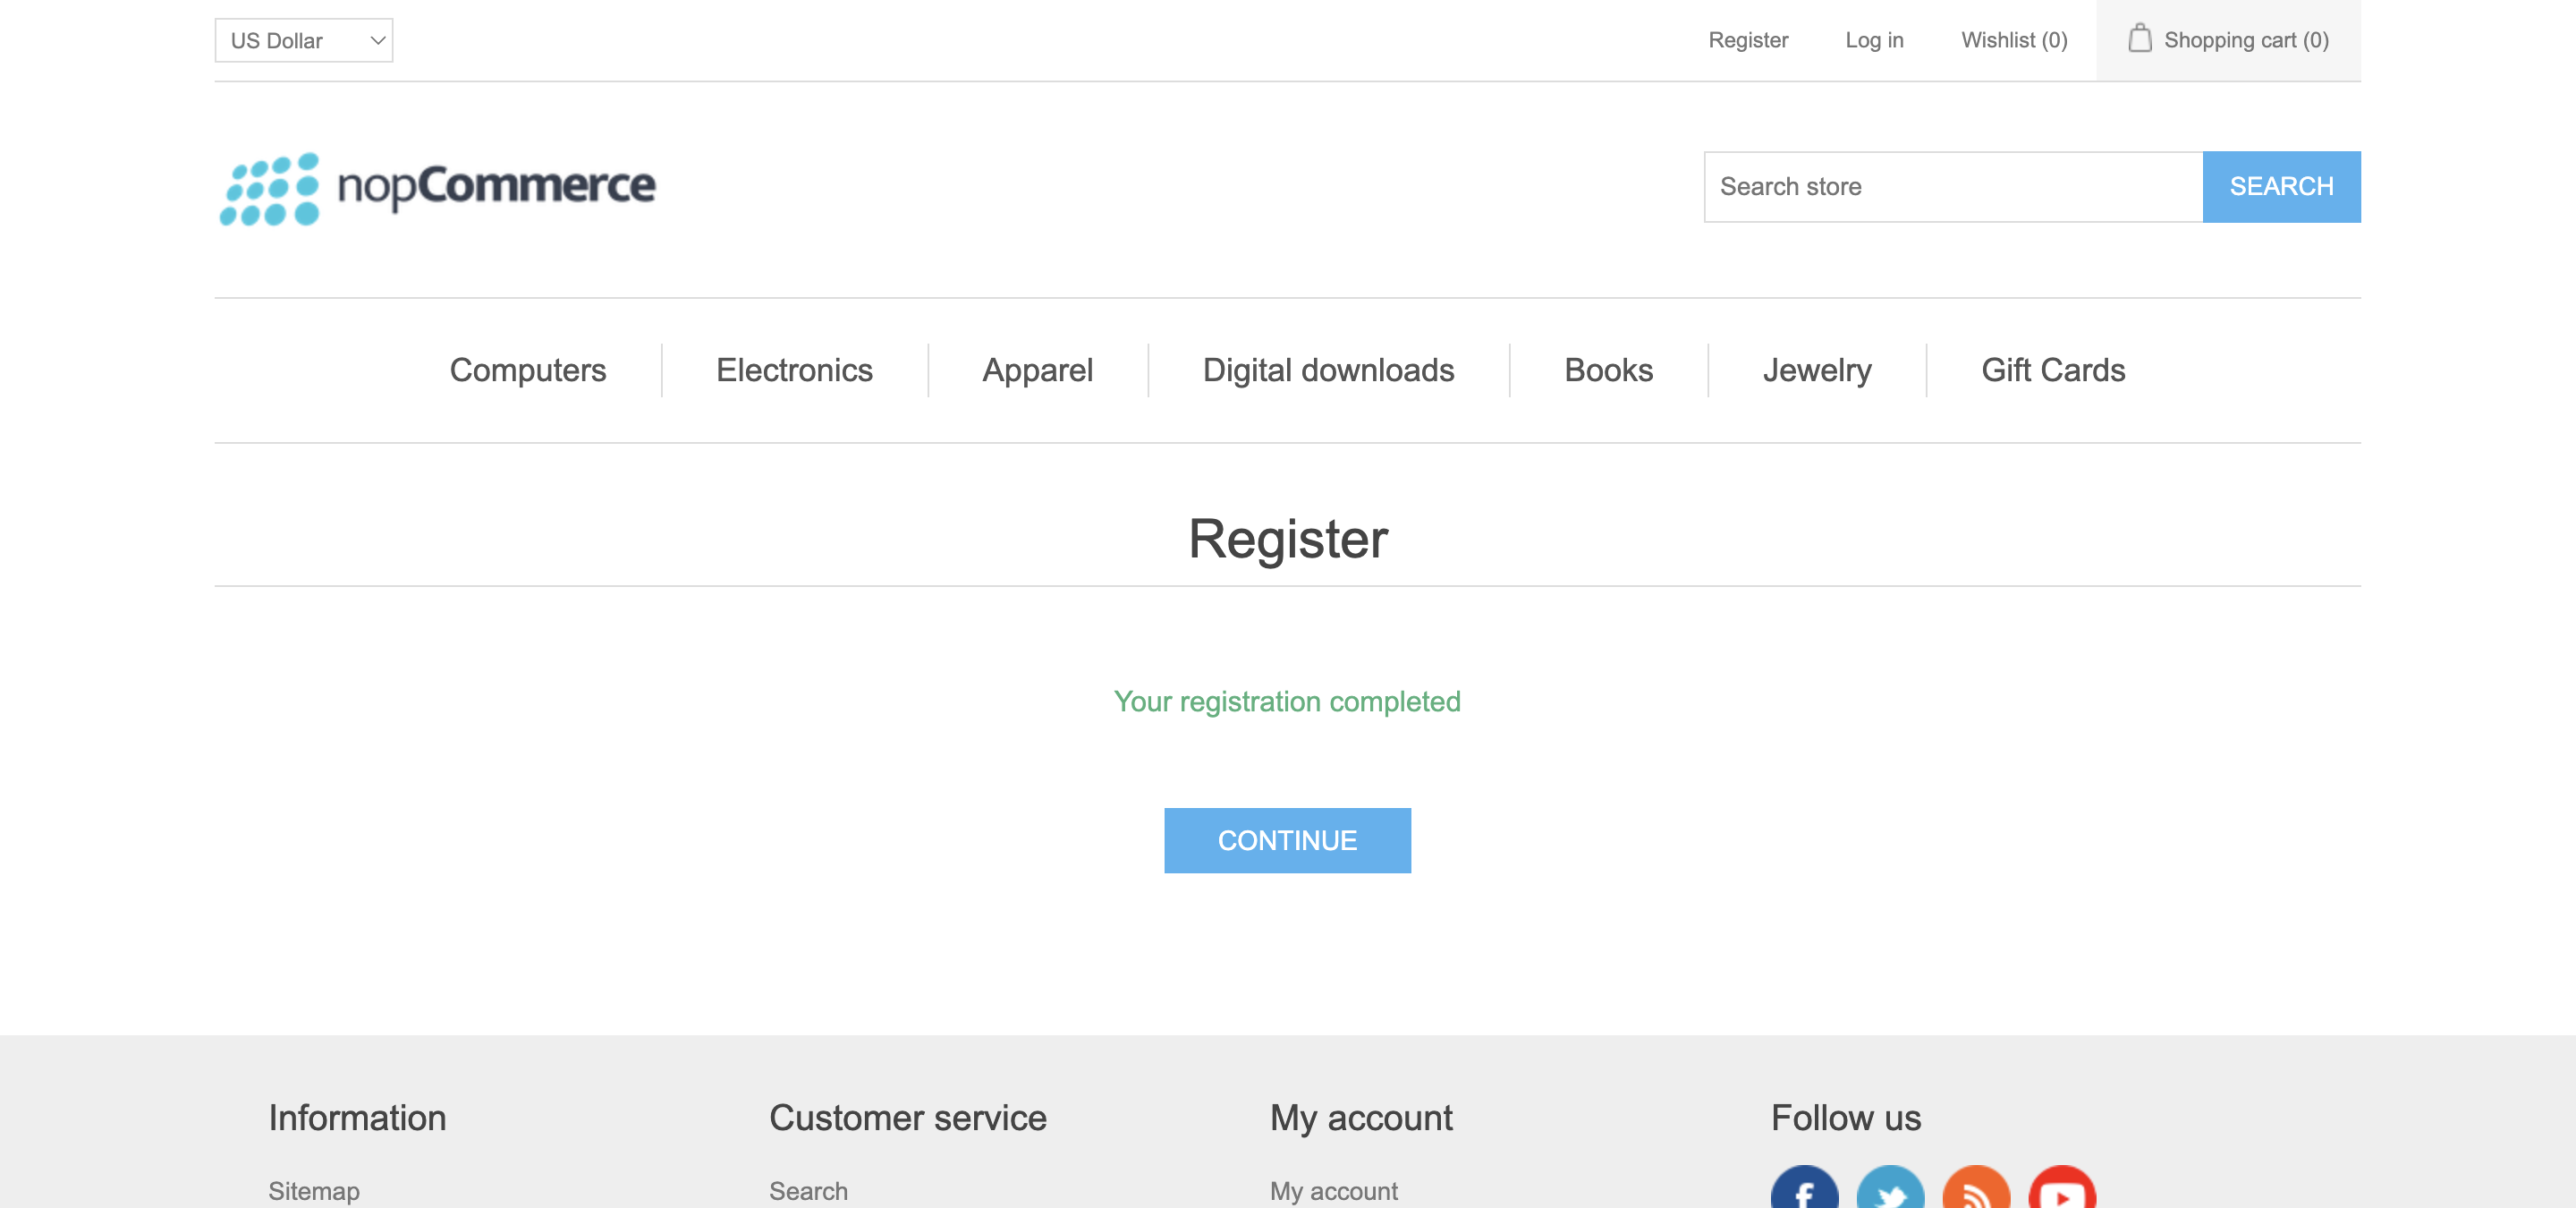 US Dollar
Register Log in Wishlist (0) Shopping cart (0)
nopCommerce
Search store SEARCH
Computers Electronics Apparel Digital downloads Books Jewelry Gift Cards
Register
Your registration completed
CONTINUE
Information Customer service My account Follow us
Sitemap Search My account